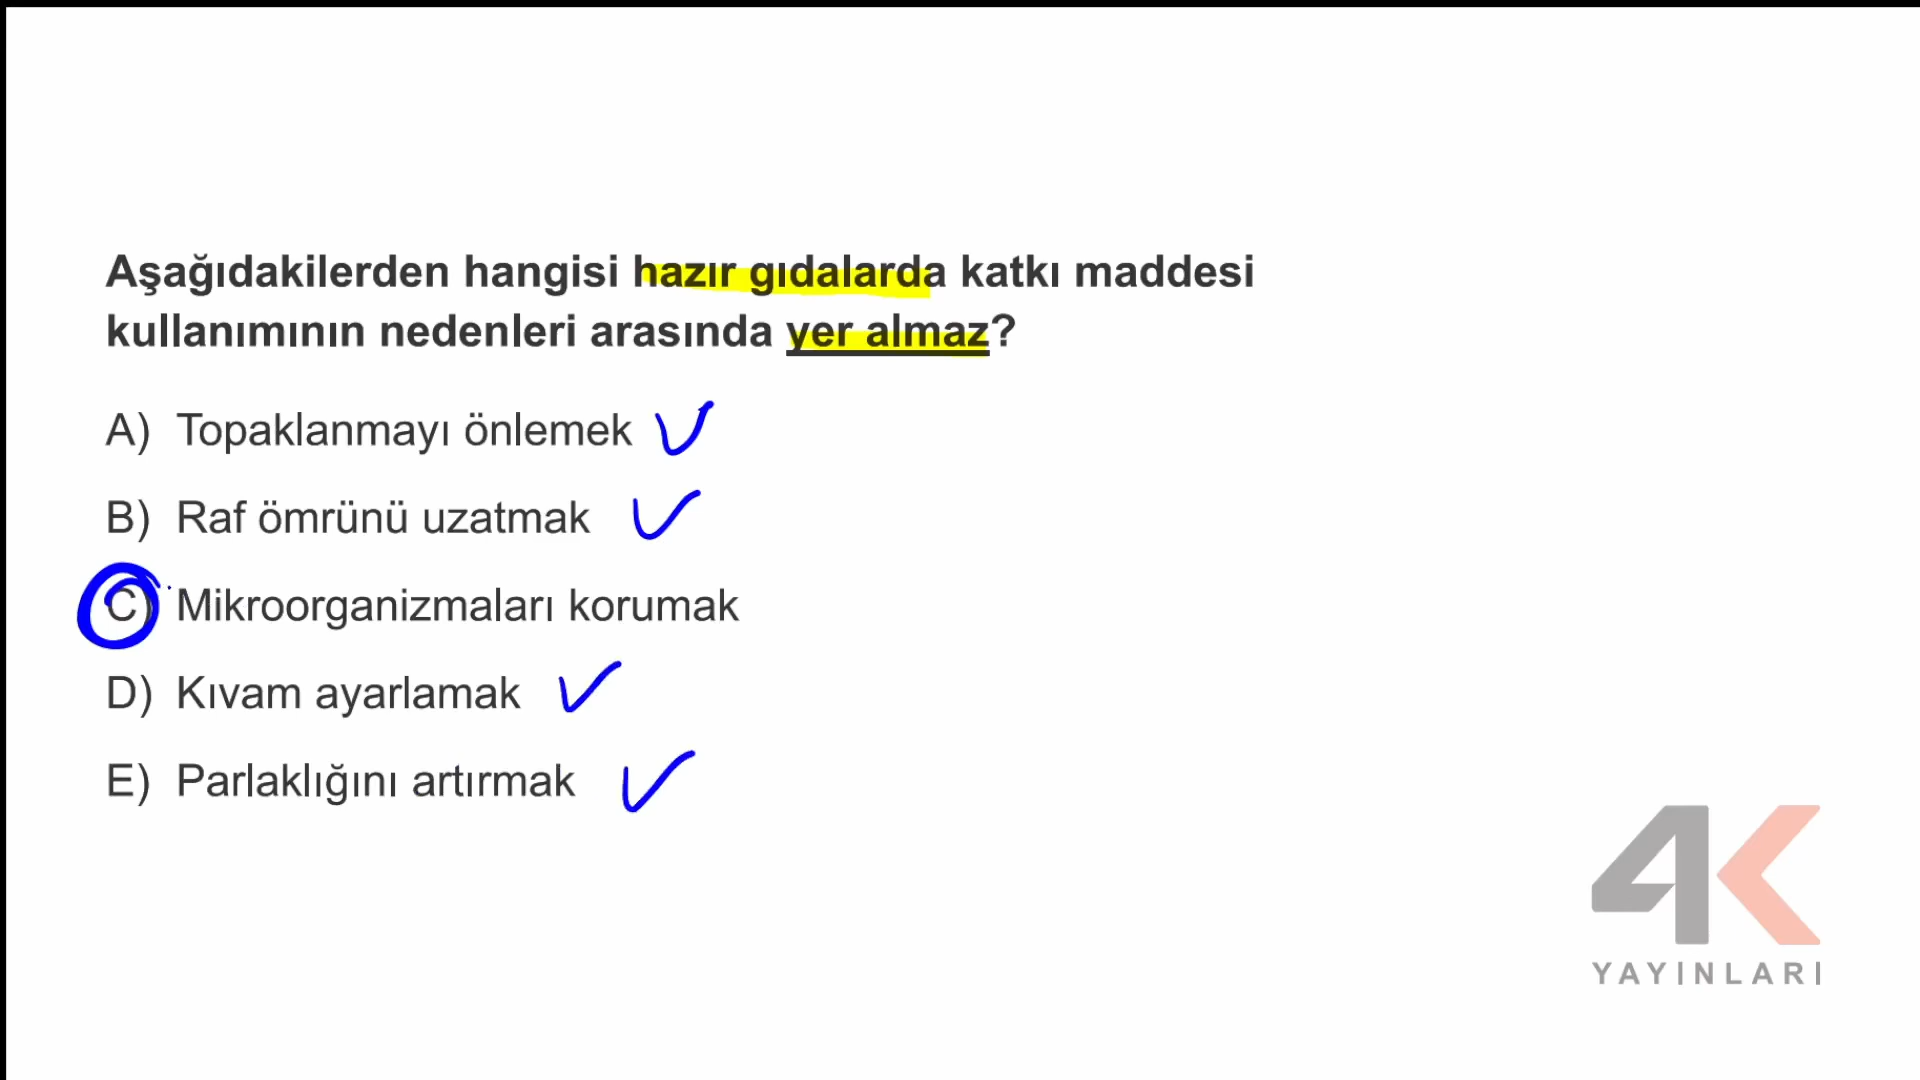 Aşağıdakilerden hangisi hazır gıdalarda katkı maddesi
kullanımının nedenleri arasında yer almaz?
A) Topaklanmayı önlemek
B) Raf ömrünü uzatmak
C) Mikroorganizmaları korumak
D) Kıvam ayarlamak
E) Parlaklığını artırmak
4K
YAYINLARI